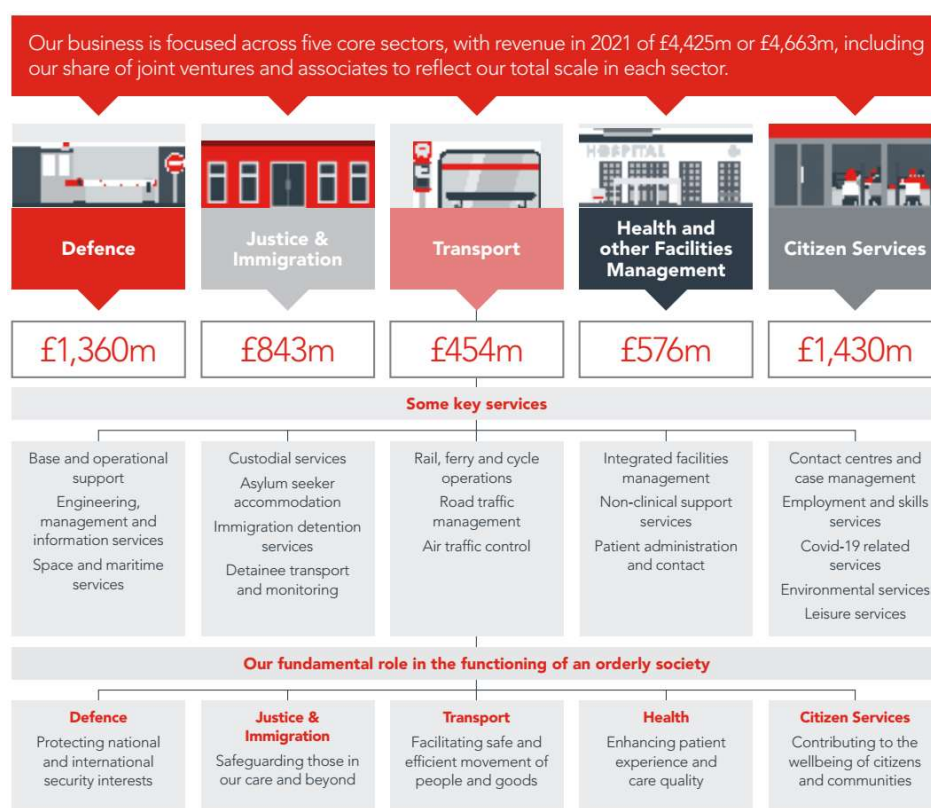 Our business is focused across five core sectors, with revenue in 2021 of £4,425m or £4,663m, including
our share of joint ventures and associates to reflect our total scale in each sector.
HOSPITAL
Defence
Justice &
Immigration
Transport
Health and
other Facilities
Management
Citizen Services
£1,360m
£843m
£454m
£576m
£1,430m
Some key services
Base and operational
support
Engineering,
management and
information services
Space and maritime
services
Custodial services
Asylum seeker
accommodation
Immigration detention
services
Detainee transport
and monitoring
Rail, ferry and cycle
operations
Road traffic
management
Air traffic control
Integrated facilities
management
Non-clinical support
services
Patient administration
and contact
Contact centres and
case management
Employment and skills
services
Covid-19 related
services
Environmental services
Leisure services
Our fundamental role in the functioning of an orderly society
Defence
Protecting national
and international
security interests
Justice &
Immigration
Safeguarding those in
our care and beyond
Transport
Facilitating safe and
efficient movement of
people and goods
Health
Enhancing patient
experience and
care quality
Citizen Services
Contributing to the
wellbeing of citizens
and communities